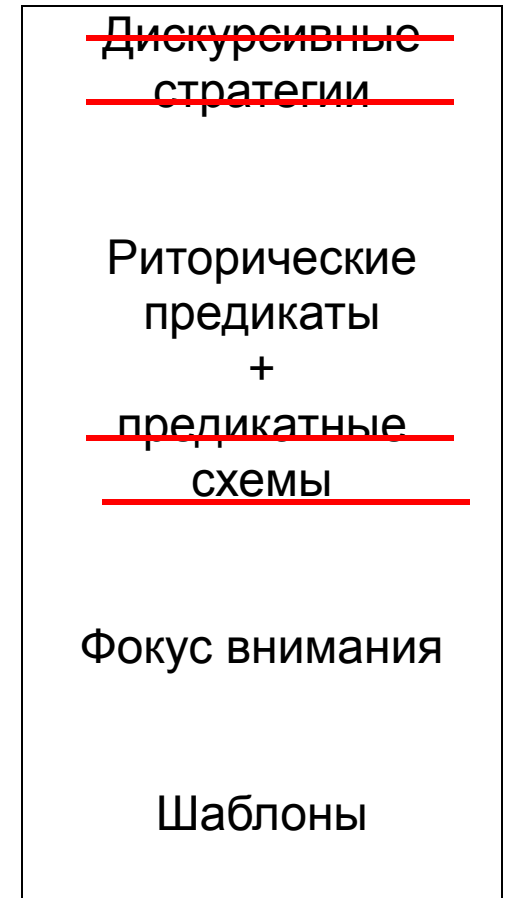 Дискурсивные
стратегии
Риторические
предикаты
+
предикатные
схемы
Фокус внимания
Шаблоны